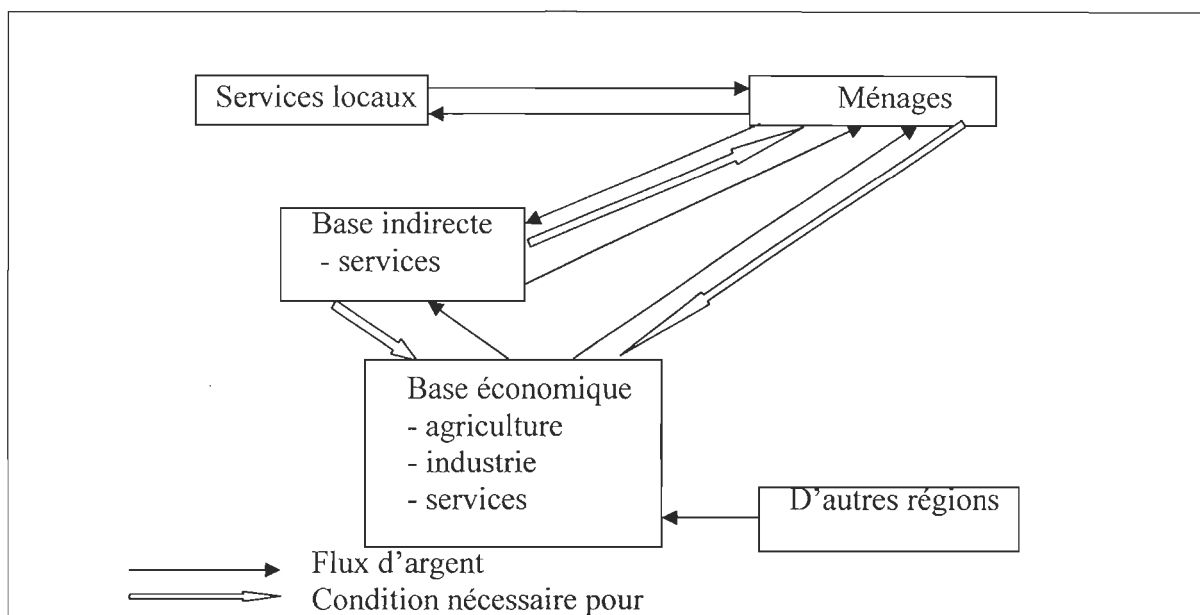 Services locaux
Ménages
Base indirecte
- services
Base économique
- agriculture
- industrie
- services
D'autres régions
Flux d'argent
Condition nécessaire pour